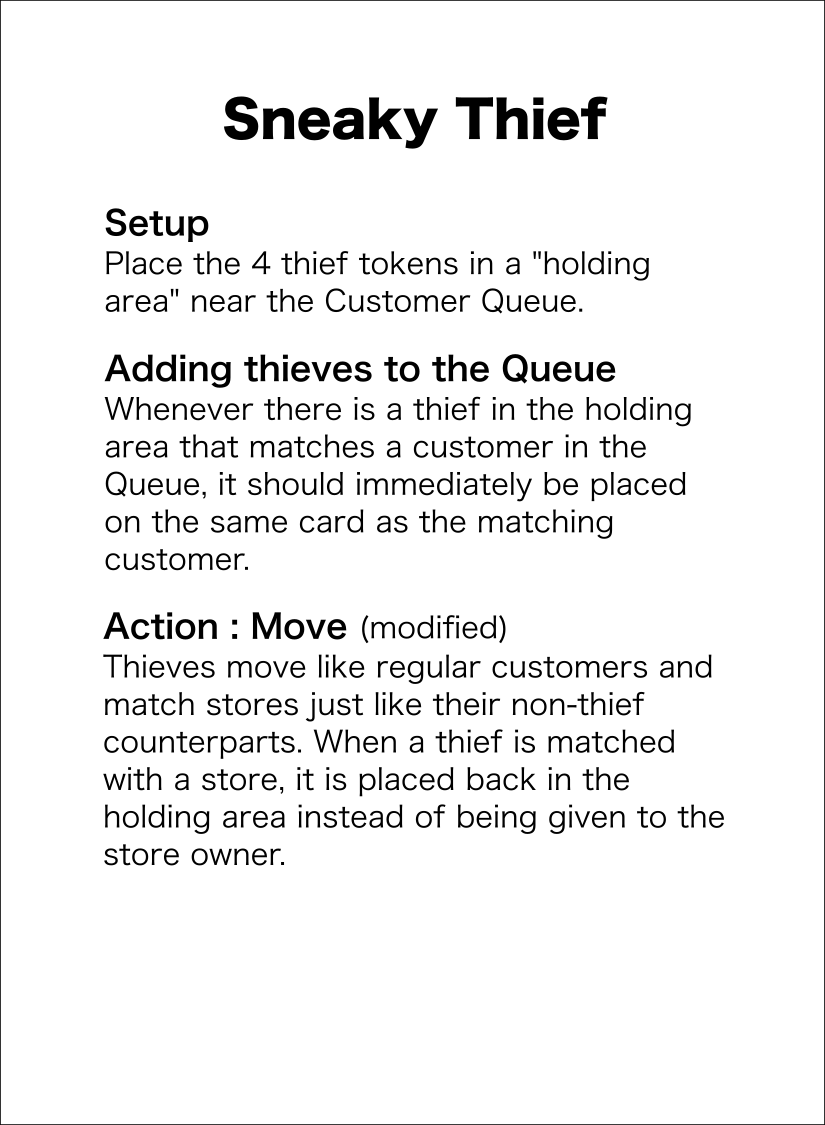 Sneaky Thief
Setup
Place the 4 thief tokens in a "holding
area" near the Customer Queue.
Adding thieves to the Queue
Whenever there is a thief in the holding
area that matches a customer in the
Queue, it should immediately be placed
on the same card as the matching
customer.
Action : Move (modified)
Thieves move like regular customers and
match stores just like their non-thief
counterparts. When a thief is matched
with a store, it is placed back in the
holding area instead of being given to the
store owner.